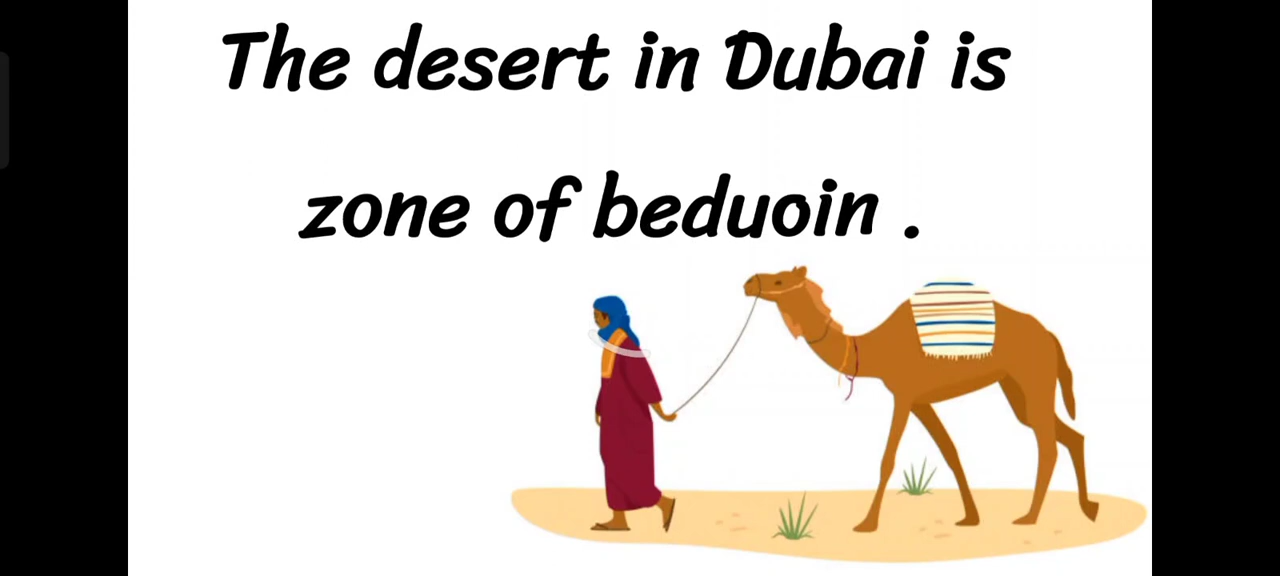 The desert in Dubai is
zone of beduoin .